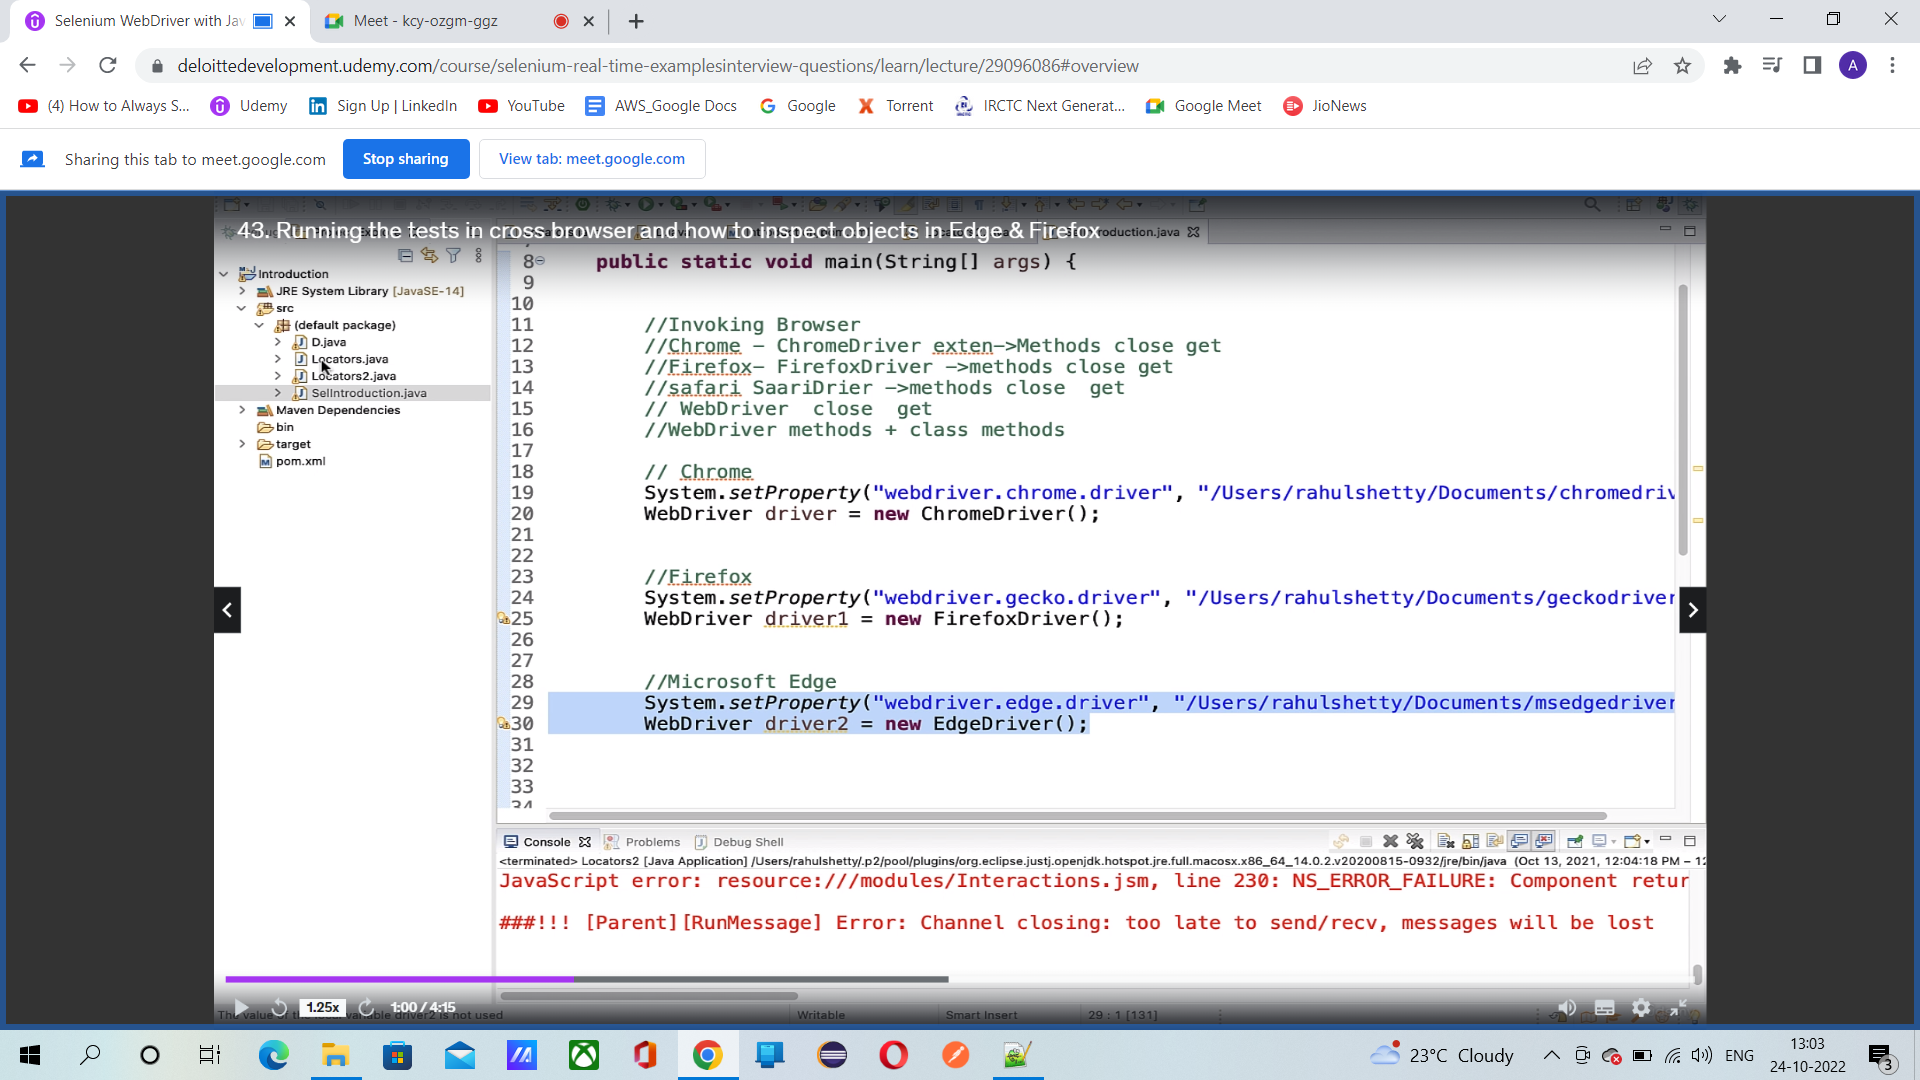 Selenium WebDriver with Jav
Meet - kcy-ozgm-ggz
deloittedevelopment.udemy.com/course/selenium-real-time-examplesinterview-questions/learn/lecture/29096086#overview
A
(4) How to Always S...
Udemy
Sign Up | LinkedIn
YouTube
AWS_Google Docs
Google
Torrent
IRCTC Next Generat...
Google Meet
JioNews
Sharing this tab to meet.google.com
Stop sharing
View tab: meet.google.com
43. Running the tests in cross browser and how to inspect objects in Edge & Firefox
oduction.java
Introduction
JRE System Library [JavaSE-14]
src
(default package)
D.java
Locators.java
Locators2.java
SelIntroduction.java
Maven Dependencies
bin
target
pom.xml
8 public static void main(String[] args) {
9
10
11 //Invoking Browser
12 //Chrome - ChromeDriver exten->Methods close get
13 //Firefox- FirefoxDriver ->methods close get
14 //safari SaariDrier ->methods close get
15 // WebDriver close get
16 //WebDriver methods + class methods
17
18 // Chrome
19 System.setProperty("webdriver.chrome.driver", "/Users/rahulshetty/Documents/chromedriv
20 WebDriver driver = new ChromeDriver();
21
22
23 //Firefox
24 System.setProperty("webdriver.gecko.driver", "/Users/rahulshetty/Documents/geckodriver
25 WebDriver driver1 = new FirefoxDriver();
26
27
28 //Microsoft Edge
29 System.setProperty("webdriver.edge.driver", "/Users/rahulshetty/Documents/msedgedriver
30 WebDriver driver2 = new EdgeDriver();
31
32
33
34
Console
Problems
Debug Shell
<terminated> Locators2 [Java Application] /Users/rahulshetty/.p2/pool/plugins/org.eclipse.justj.openjdk.hotspot.jre.full.macosx.x86_64_14.0.2.v20200815-0932/jre/bin/java (Oct 13, 2021, 12:04:18 PM – 12
JavaScript error: resource:///modules/Interactions.jsm, line 230: NS_ERROR_FAILURE: Component retur
###!!! [Parent][RunMessage] Error: Channel closing: too late to send/recv, messages will be lost
1.25x
1:00 / 4:15
The value of the local variable driver2 is not used
Writable
Smart Insert
29 : 1 [131]
23°C Cloudy
ENG
13:03
24-10-2022
3